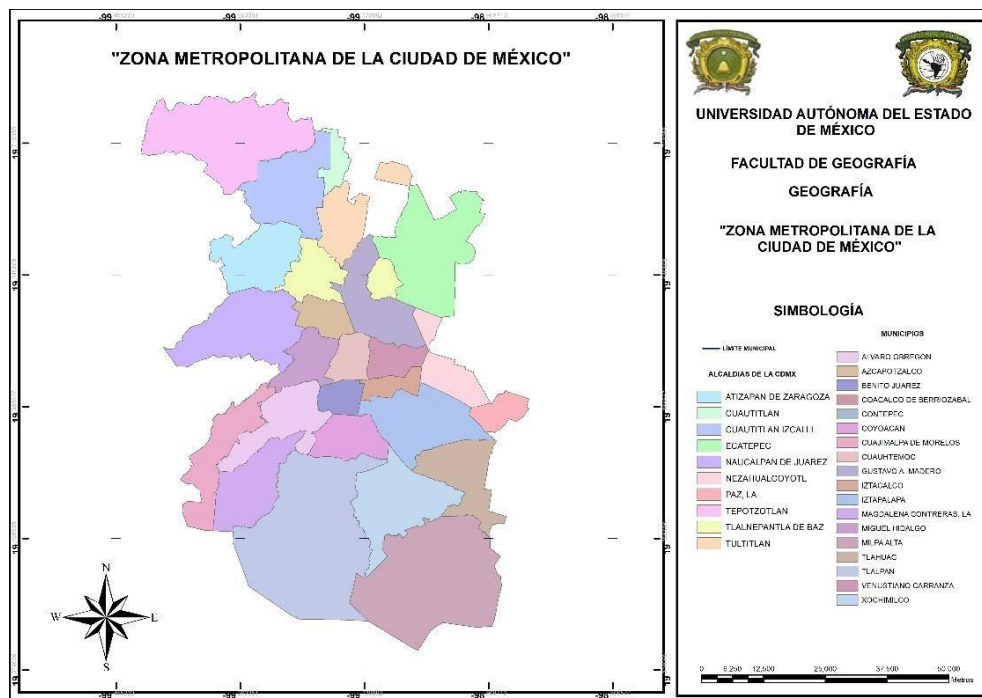 "ZONA METROPOLITANA DE LA CIUDAD DE MÉXICO"
N
W
E
S
UNIVERSIDAD AUTÓNOMA DEL ESTADO
DE MÉXICO
FACULTAD DE GEOGRAFÍA
GEOGRAFÍA
"ZONA METROPOLITANA DE LA
CIUDAD DE MÉXICO"
SIMBOLOGÍA
LÍMITE MUNICIPAL
ALCALDIAS DE LA CDMX
ATIZAPAN DE ZARAGOZA
CUAUTITLAN
CUAUTITLAN IZCALLI
ECATEPEC
NAUCALPAN DE JUAREZ
NEZAHUALCOYOTL
PAZ, LA
TEPOTZOTLAN
TLALNEPANTLA DE BAZ
TULTITLAN
MUNICIPIOS
ALVARO OBREGON
AZCAPOTZALCO
BENITO JUAREZ
COACALCO DE BERRIOZABAL
CONTEPEC
COYOACAN
CUAJIMALPA DE MORELOS
CUAUHTEMOC
GUSTAVO A. MADERO
IZTACALCO
IZTAPALAPA
MAGDALENA CONTRERAS, LA
MIGUEL HIDALGO
MILPA ALTA
TLAHUAC
TLALPAN
VENUSTIANO CARRANZA
XOCHIMILCO
0 6,250 12,500 25,000 37,500 50,000
Metros